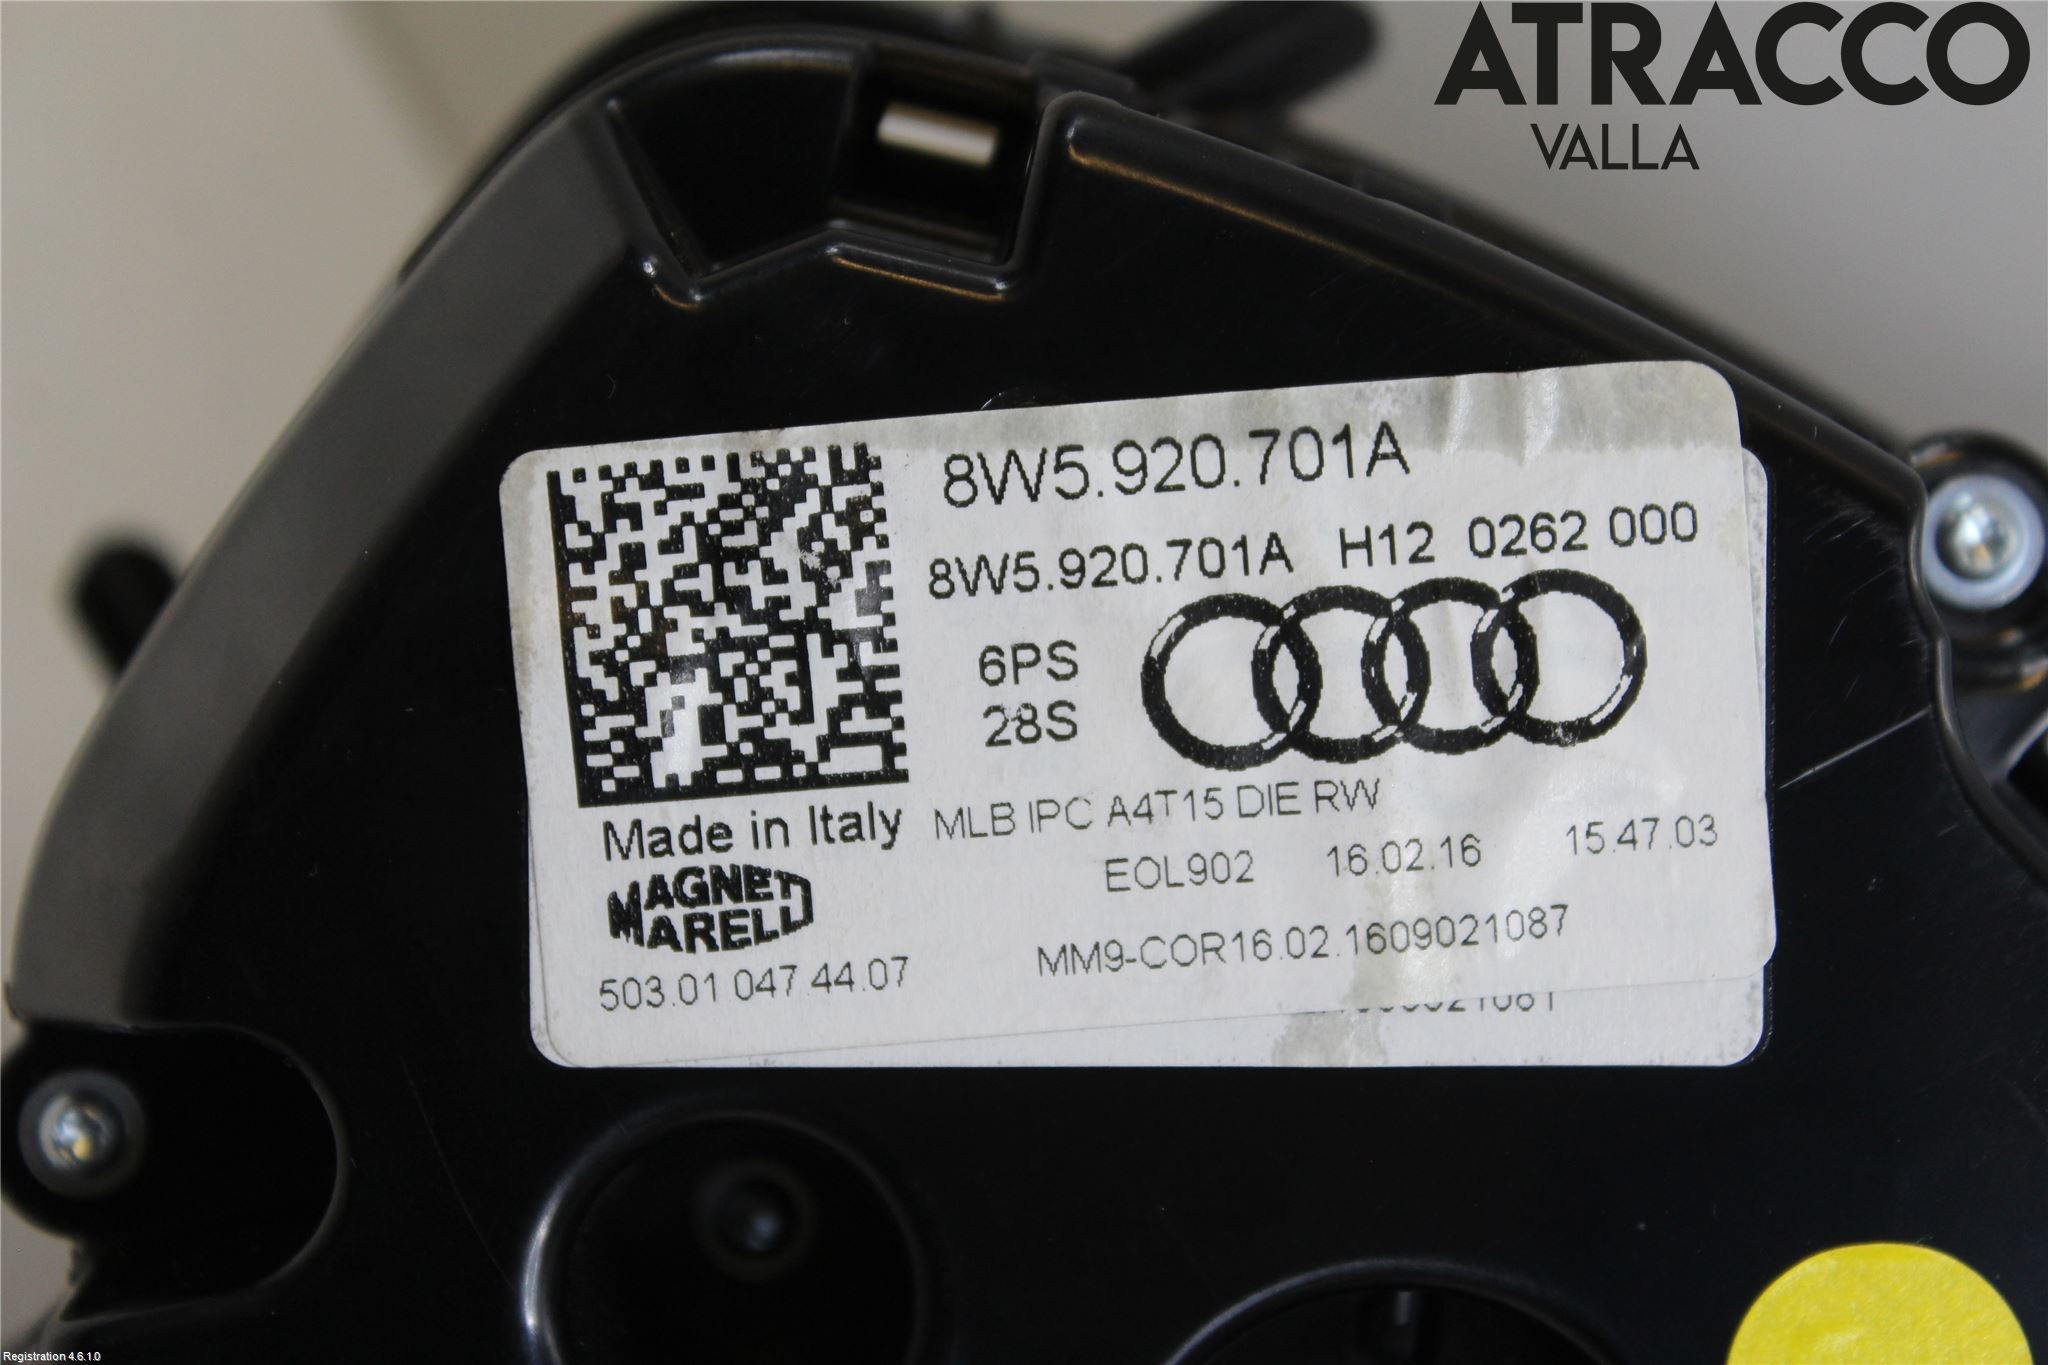 ATRACCO
VALLA
8W5.920.701A
8W5.920.701A H12 0262 000
6PS
28S
Made in Italy
MLB IPC A4T15 DIE RW
EOL902 16.02.16 15.47.03
MAGNETI
MARELLI
503.01 047 44.07
MM9-COR16.02.1609021087
Registration 4.6.1.0